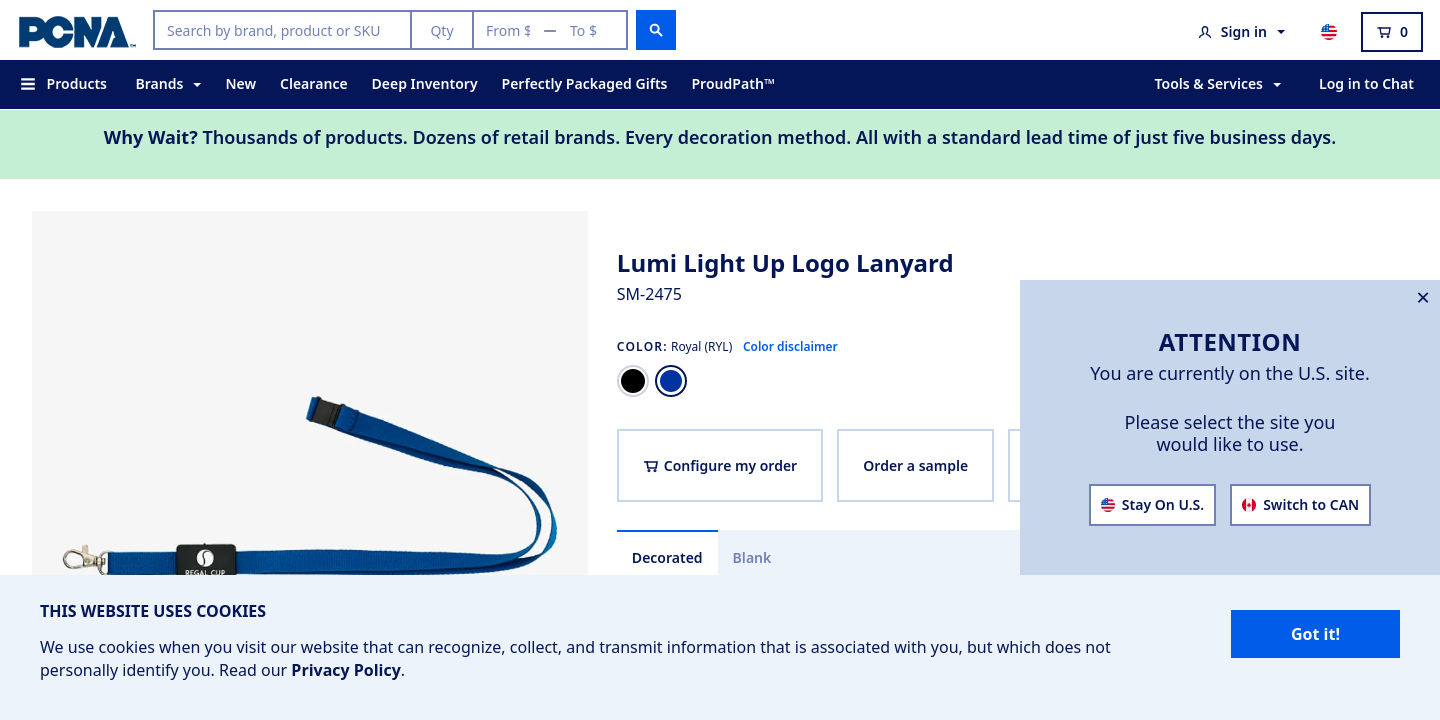 PCNA™
Search by brand, product or SKU
Qty
From $
—
To $
Sign in
0
Products
Brands
New
Clearance
Deep Inventory
Perfectly Packaged Gifts
ProudPath™
Tools & Services
Log in to Chat
Why Wait? Thousands of products. Dozens of retail brands. Every decoration method. All with a standard lead time of just five business days.
Lumi Light Up Logo Lanyard
SM-2475
COLOR: Royal (RYL) Color disclaimer
Configure my order
Order a sample
Decorated
Blank
REGAL CUP
ATTENTION
You are currently on the U.S. site.
Please select the site you
would like to use.
Stay On U.S.
Switch to CAN
THIS WEBSITE USES COOKIES
We use cookies when you visit our website that can recognize, collect, and transmit information that is associated with you, but which does not
personally identify you. Read our Privacy Policy.
Got it!